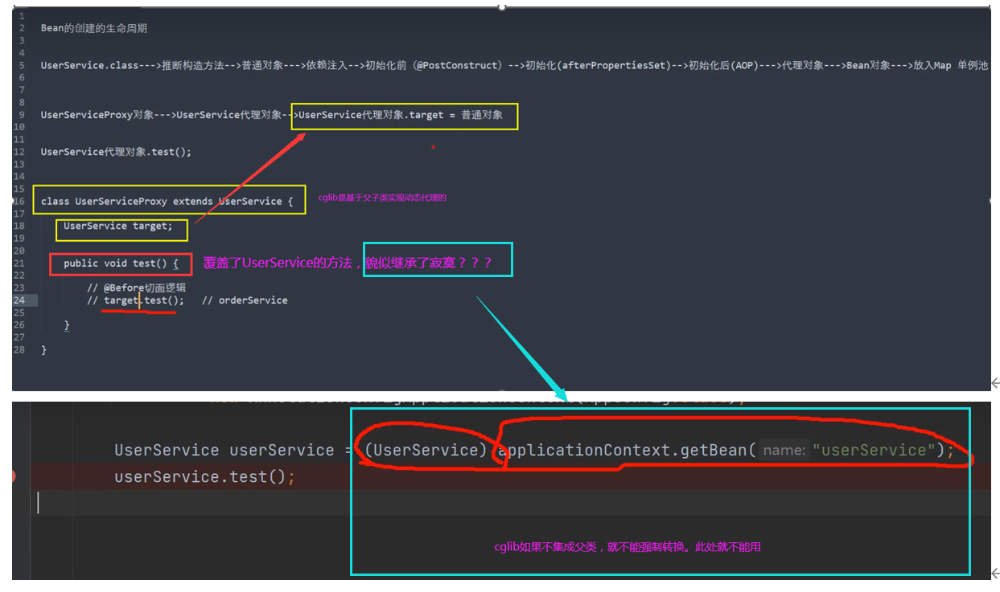 1
2 Bean的创建的生命周期
3
4
5 UserService.class--->推断构造方法-->普通对象--->依赖注入-->初始化前（@PostConstruct）-->初始化(afterPropertiesSet)-->初始化后(AOP)--->代理对象--->Bean对象--->放入Map 单例池
6
7
8
9 UserServiceProxy对象--->UserService代理对象-->UserService代理对象.target = 普通对象
10
11
12 UserService代理对象.test();
13
14
15
16 class UserServiceProxy extends UserService { cglib是基于父子类实现动态代理的
17
18 UserService target;
19
20
21 public void test() { 覆盖了UserService的方法，貌似继承了寂寞？？？
22
23 // @Before切面逻辑
24 // target.test(); // orderService
25
26 }
27
28 }
UserService userService = (UserService) applicationContext.getBean( name: "userService");
userService.test();
cglib如果不集成父类，就不能强制转换。此处就不能用